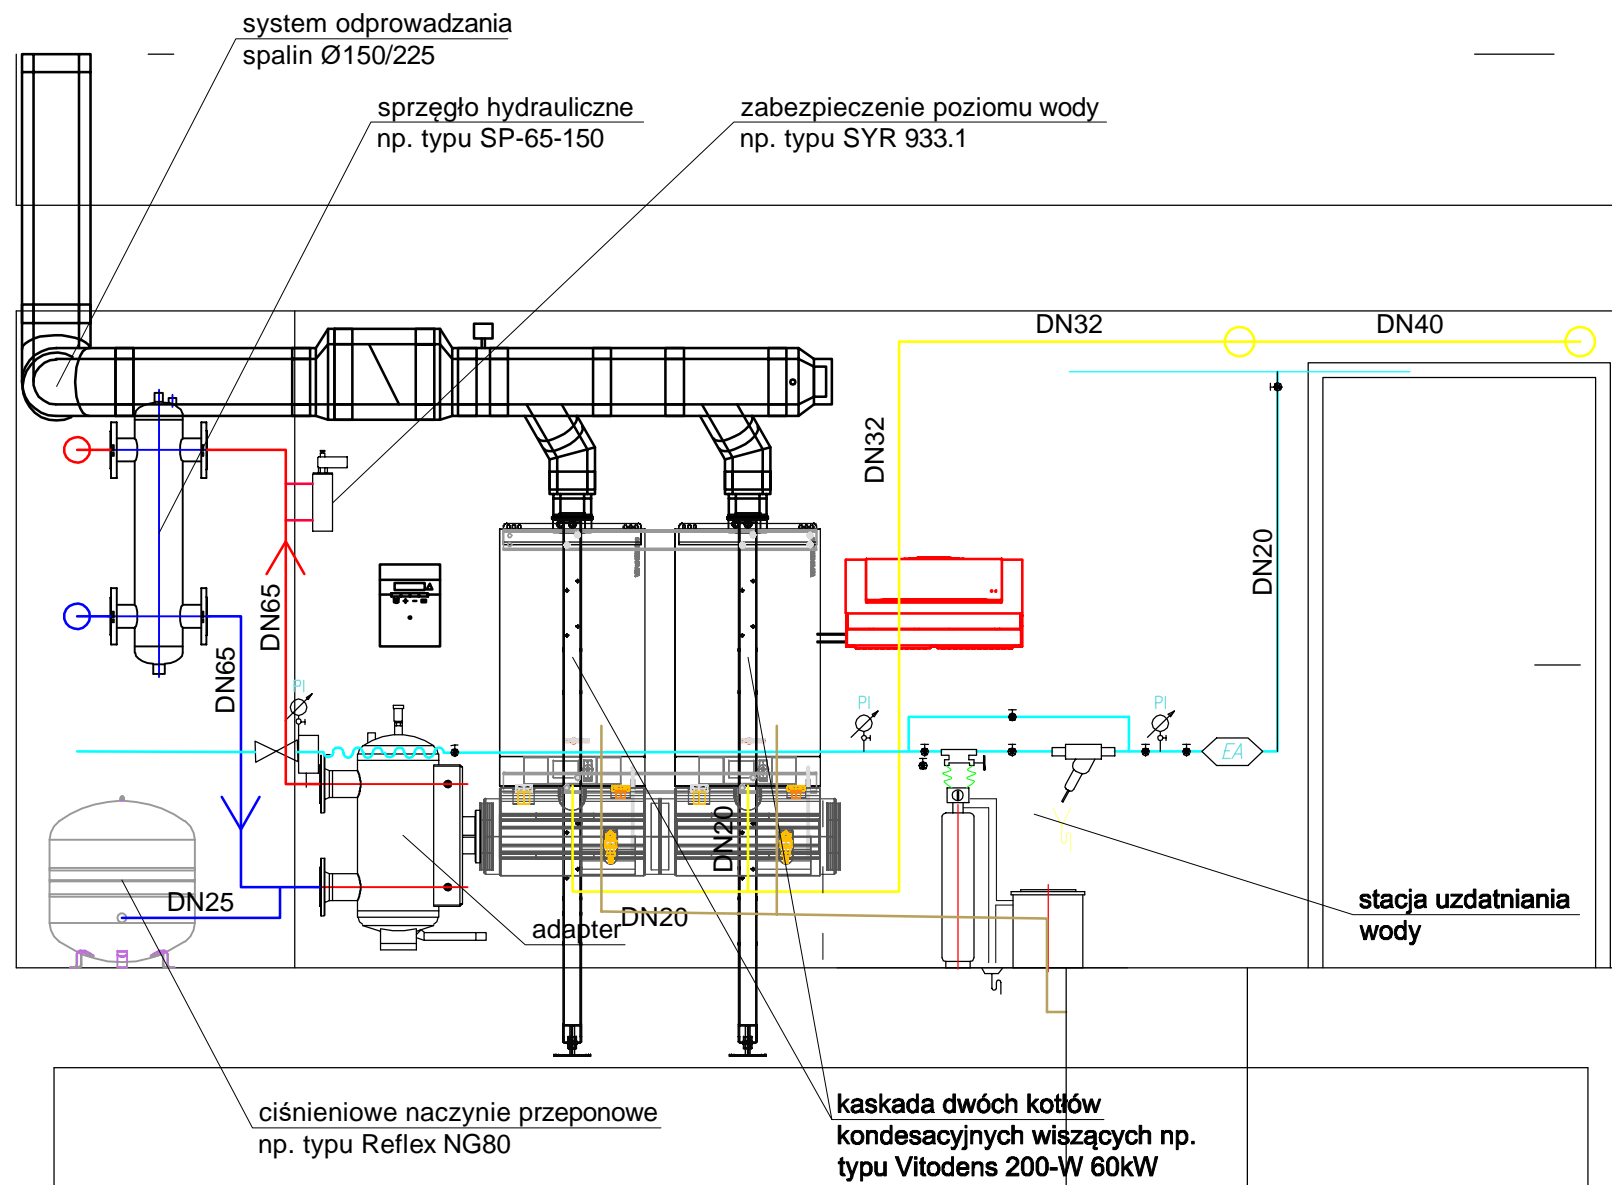 system odprowadzania
spalin Ø150/225
sprzęgło hydrauliczne
np. typu SP-65-150
zabezpieczenie poziomu wody
np. typu SYR 933.1
DN32
DN40
DN32
DN20
DN65
DN65
PI
PI
PI
EA
DN20
DN25
adapter
DN20
stacja uzdatniania
wody
ciśnieniowe naczynie przeponowe
np. typu Reflex NG80
kaskada dwóch kotłów
kondesacyjnych wiszących np.
typu Vitodens 200-W 60kW